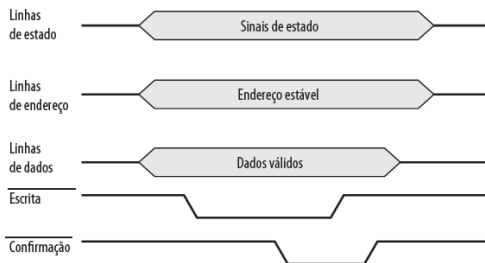 Linhas
de estado
Sinais de estado
Linhas
de endereço
Endereço estável
Linhas
de dados
Dados válidos
Escrita
Confirmação